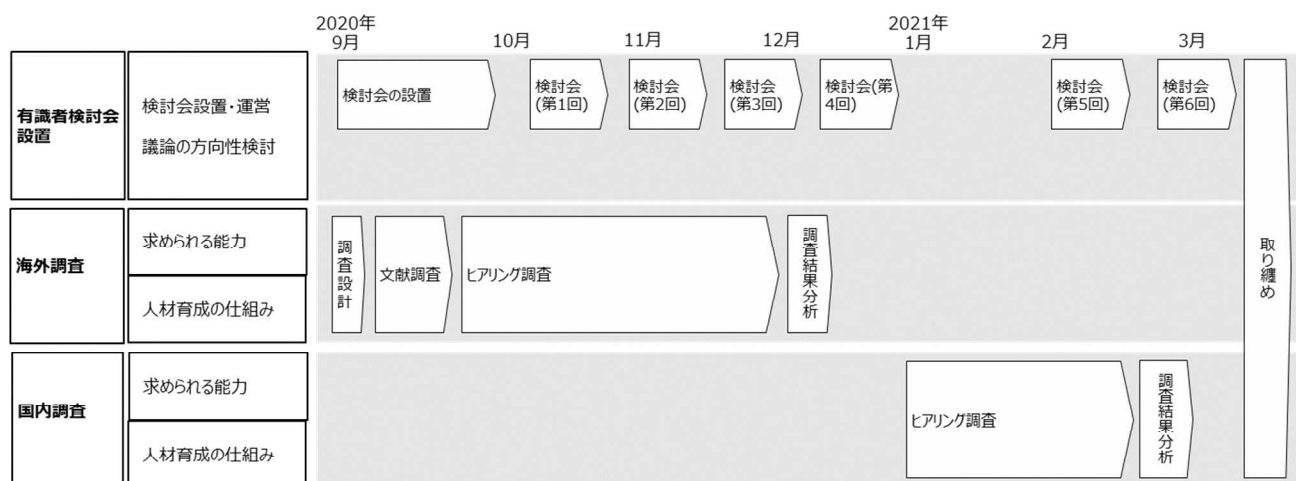 2020年
9月
10月
11月
12月
2021年
1月
2月
3月
有識者検討会
設置
検討会設置・運営
議論の方向性検討
検討会の設置
検討会
(第1回)
検討会
(第2回)
検討会
(第3回)
検討会(第
4回)
検討会
(第5回)
検討会
(第6回)
取り纏め
海外調査
求められる能力
人材育成の仕組み
調査設計
文献調査
ヒアリング調査
調査結果分析
国内調査
求められる能力
人材育成の仕組み
ヒアリング調査
調査結果分析